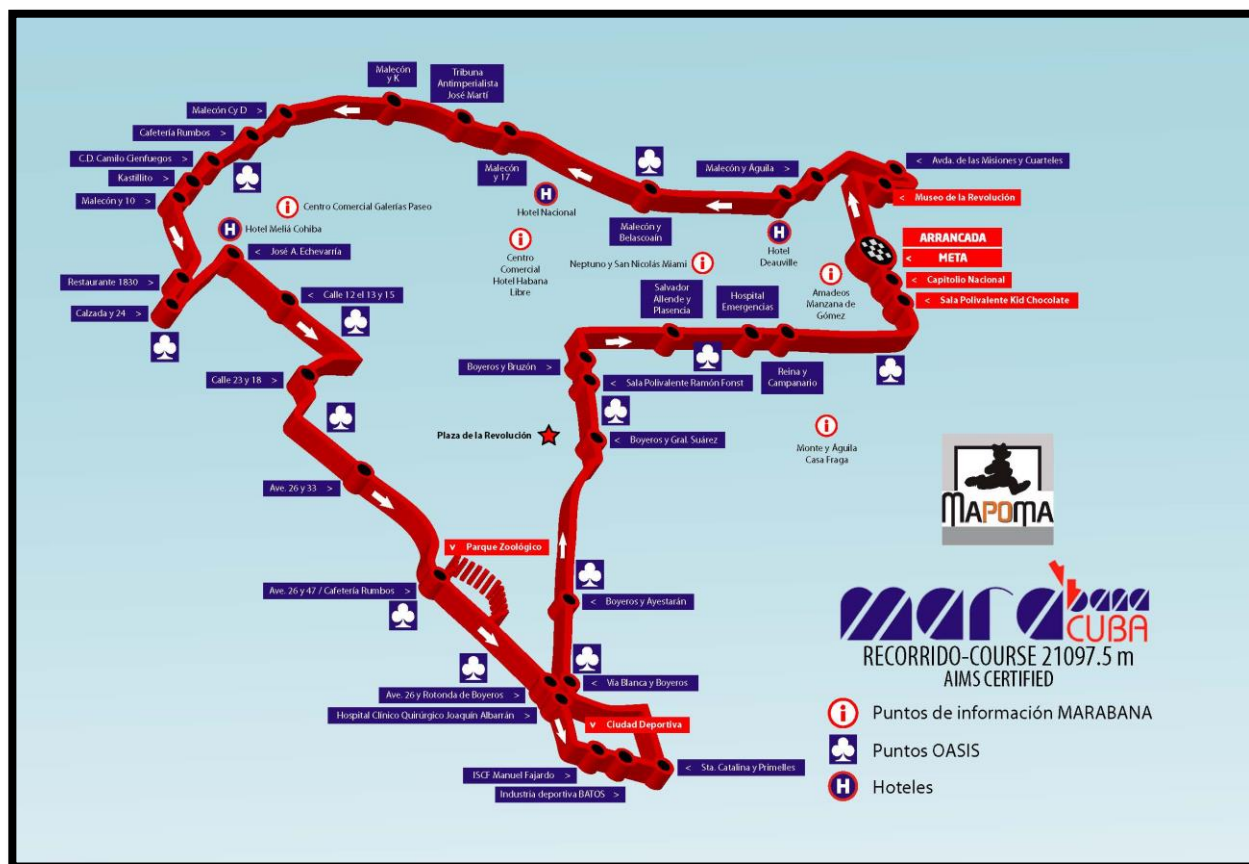 Malecón
y K
Tribuna
Antimperialista
José Martí
Malecón C y D >
Cafetería Rumbos >
C.D. Camilo Cienfuegos >
Kastillito >
Malecón y 10 >
Malecón
y 17
Malecón y Águila >
< Avda. de las Misiones y Cuarteles
< Museo de la Revolución
H
Hotel Nacional
i
Centro Comercial Galerías Paseo
H
Hotel Meliá Cohiba
< José A. Echevarría
Malecón y
Belascoaín
H
Hotel
Deauville
ARRANCADA
< META
< Capitolio Nacional
< Sala Polivalente Kid Chocolate
i
Centro
Comercial
Hotel Habana
Libre
Neptuno y San Nicolás Miami
i
i
Amadeos
Manzana de
Gómez
Restaurante 1830 >
Calzada y 24 >
< Calle 12 el 13 y 15
Salvador
Allende y
Plasencia
Hospital
Emergencias
Calle 23 y 18 >
Boyeros y Bruzón >
< Sala Polivalente Ramón Fonst
Reina y
Campanario
Plaza de la Revolución
< Boyeros y Gral. Suárez
i
Monte y Águila
Casa Fraga
Ave. 26 y 33 >
MAPOMA
v Parque Zoológico
Ave. 26 y 47 / Cafetería Rumbos >
< Boyeros y Ayestarán
marabana
CUBA
RECORRIDO-COURSE 21097.5 m
AIMS CERTIFIED
Ave. 26 y Rotonda de Boyeros >
< Vía Blanca y Boyeros
Hospital Clínico Quirúrgico Joaquín Albarrán >
v Ciudad Deportiva
i Puntos de información MARABANA
Puntos OASIS
H Hoteles
ISCF Manuel Fajardo >
< Sta. Catalina y Primelles
Industria deportiva BATOS >